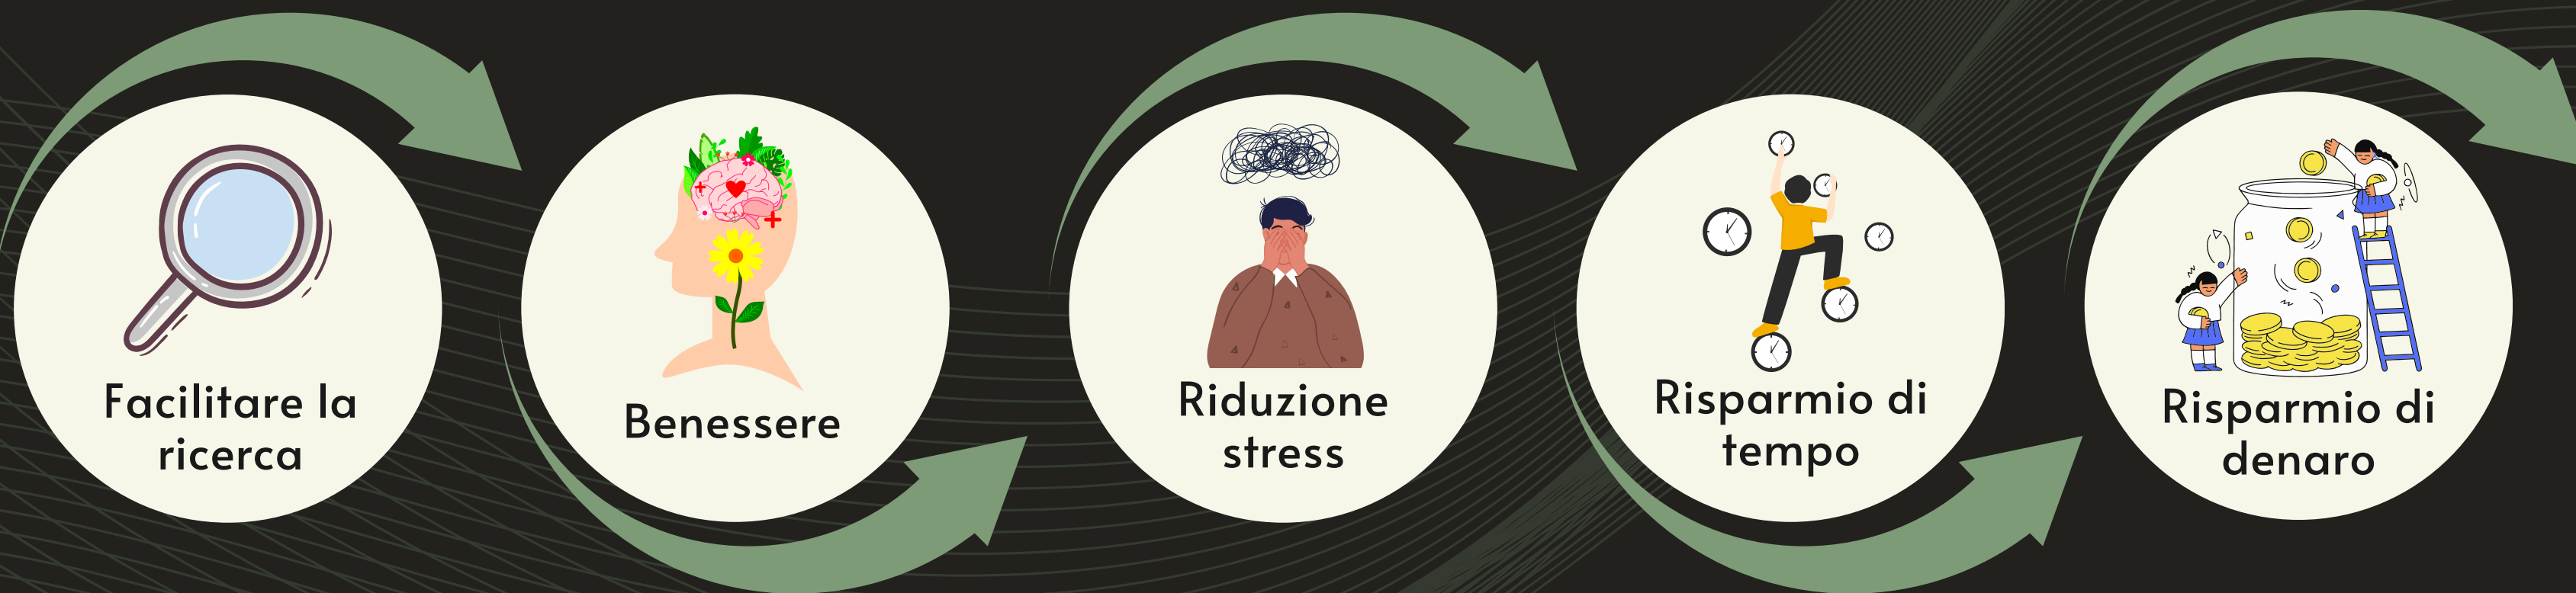 Facilitare la
ricerca
Benessere
Riduzione
stress
Risparmio di
tempo
Risparmio di
denaro